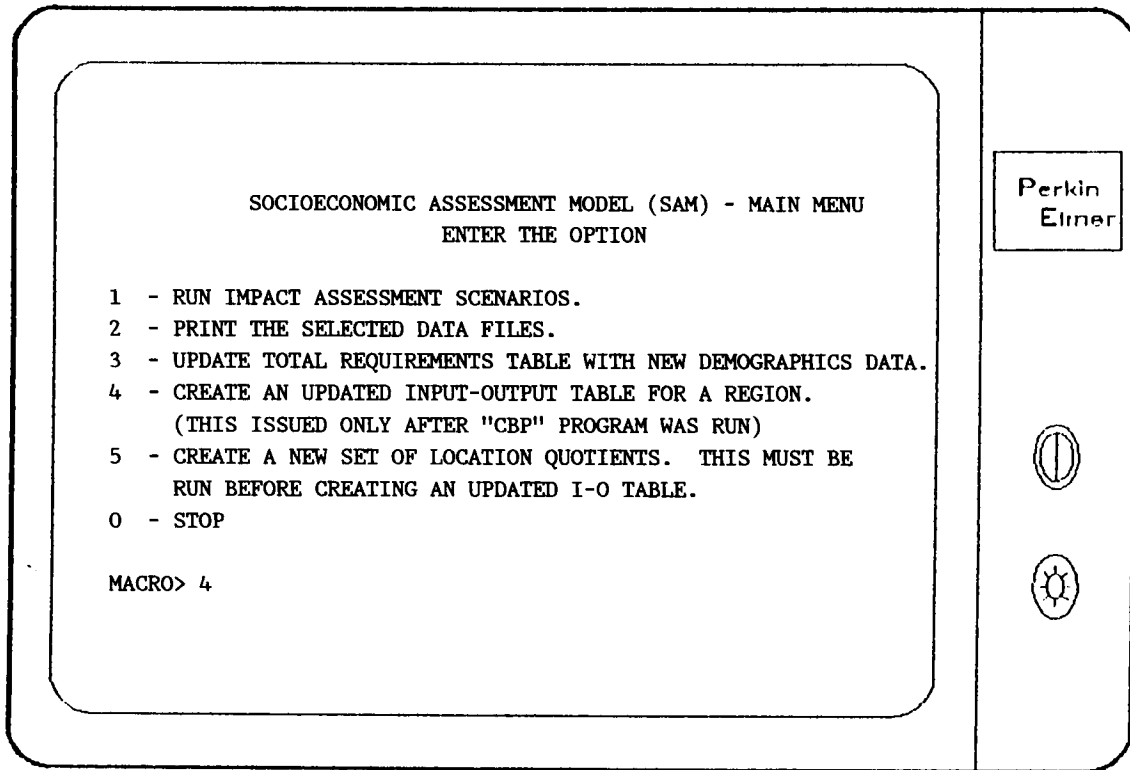 SOCIOECONOMIC ASSESSMENT MODEL (SAM) - MAIN MENU
ENTER THE OPTION
1 - RUN IMPACT ASSESSMENT SCENARIOS.
2 - PRINT THE SELECTED DATA FILES.
3 - UPDATE TOTAL REQUIREMENTS TABLE WITH NEW DEMOGRAPHICS DATA.
4 - CREATE AN UPDATED INPUT-OUTPUT TABLE FOR A REGION.
(THIS ISSUED ONLY AFTER "CBP" PROGRAM WAS RUN)
5 - CREATE A NEW SET OF LOCATION QUOTIENTS. THIS MUST BE
RUN BEFORE CREATING AN UPDATED I-O TABLE.
0 - STOP
MACRO> 4
Perkin
Elmer